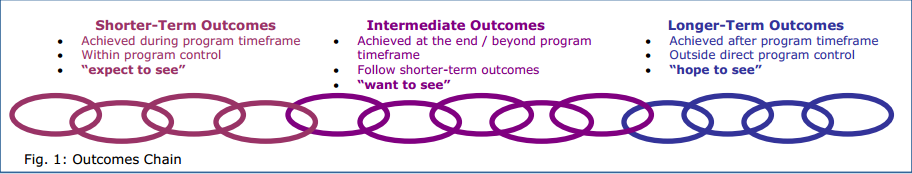 Shorter-Term Outcomes
• Achieved during program timeframe
• Within program control
• “expect to see”
Intermediate Outcomes
• Achieved at the end / beyond program
timeframe
• Follow shorter-term outcomes
• “want to see”
Longer-Term Outcomes
• Achieved after program timeframe
• Outside direct program control
• “hope to see”
Fig. 1: Outcomes Chain